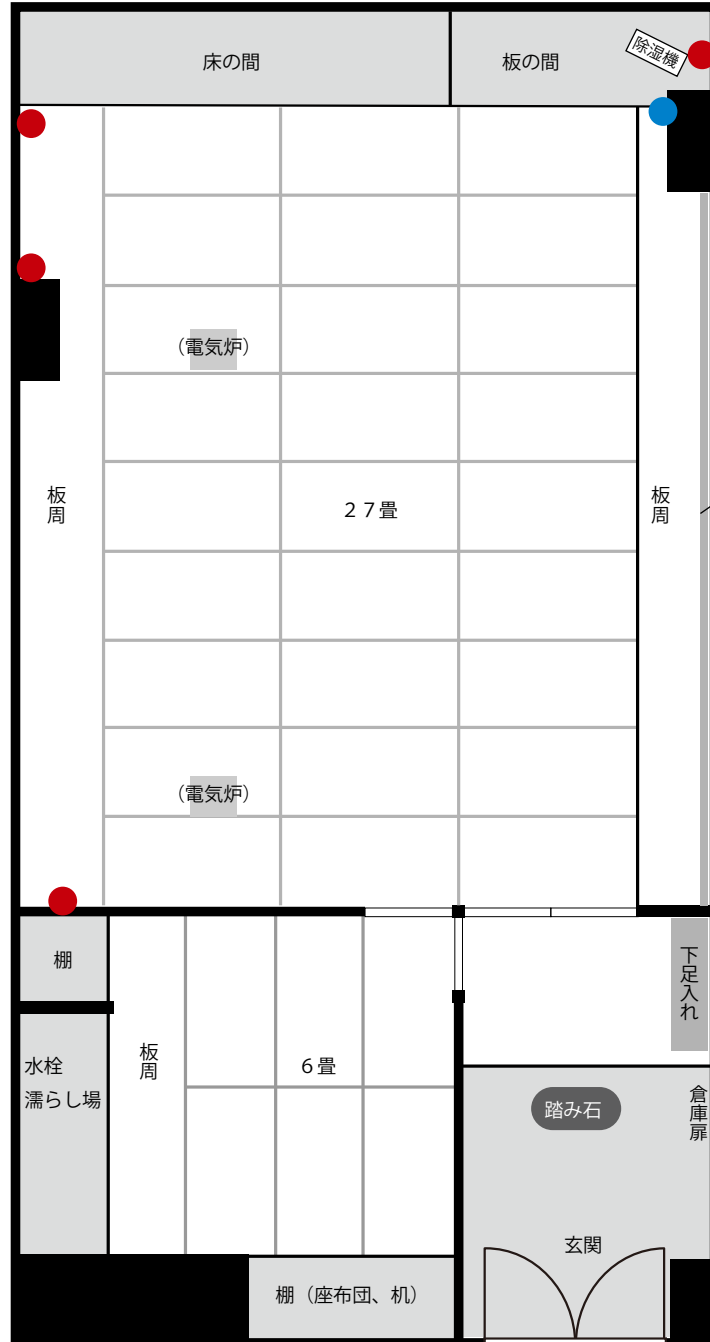 床の間
板の間
除湿機
（電気炉）
板周
２７畳
板周
（電気炉）
棚
下足入れ
水栓
濡らし場
板周
６畳
踏み石
倉庫扉
玄関
棚（座布団、机）